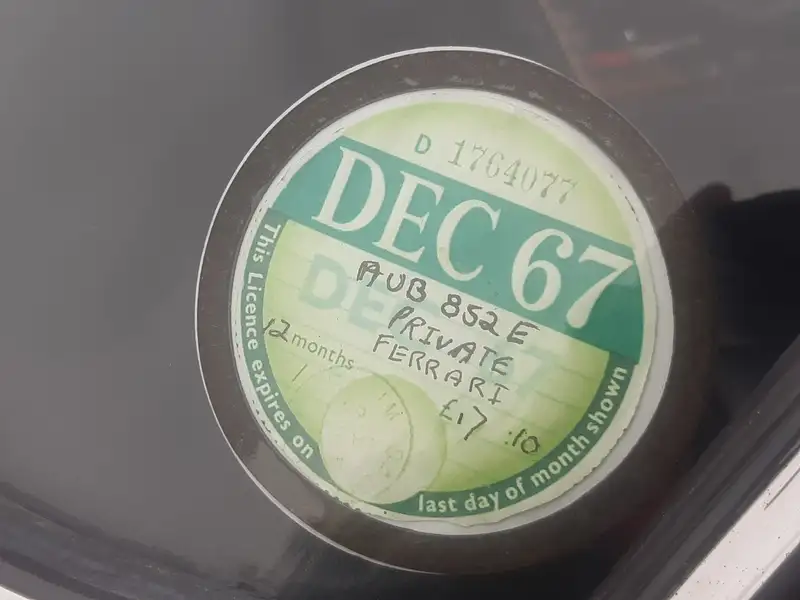 D 1764077
DEC 67
AUB 852 E
PRIVATE
FERRARI
12 months
£17 :10
This Licence expires on
last day of month shown